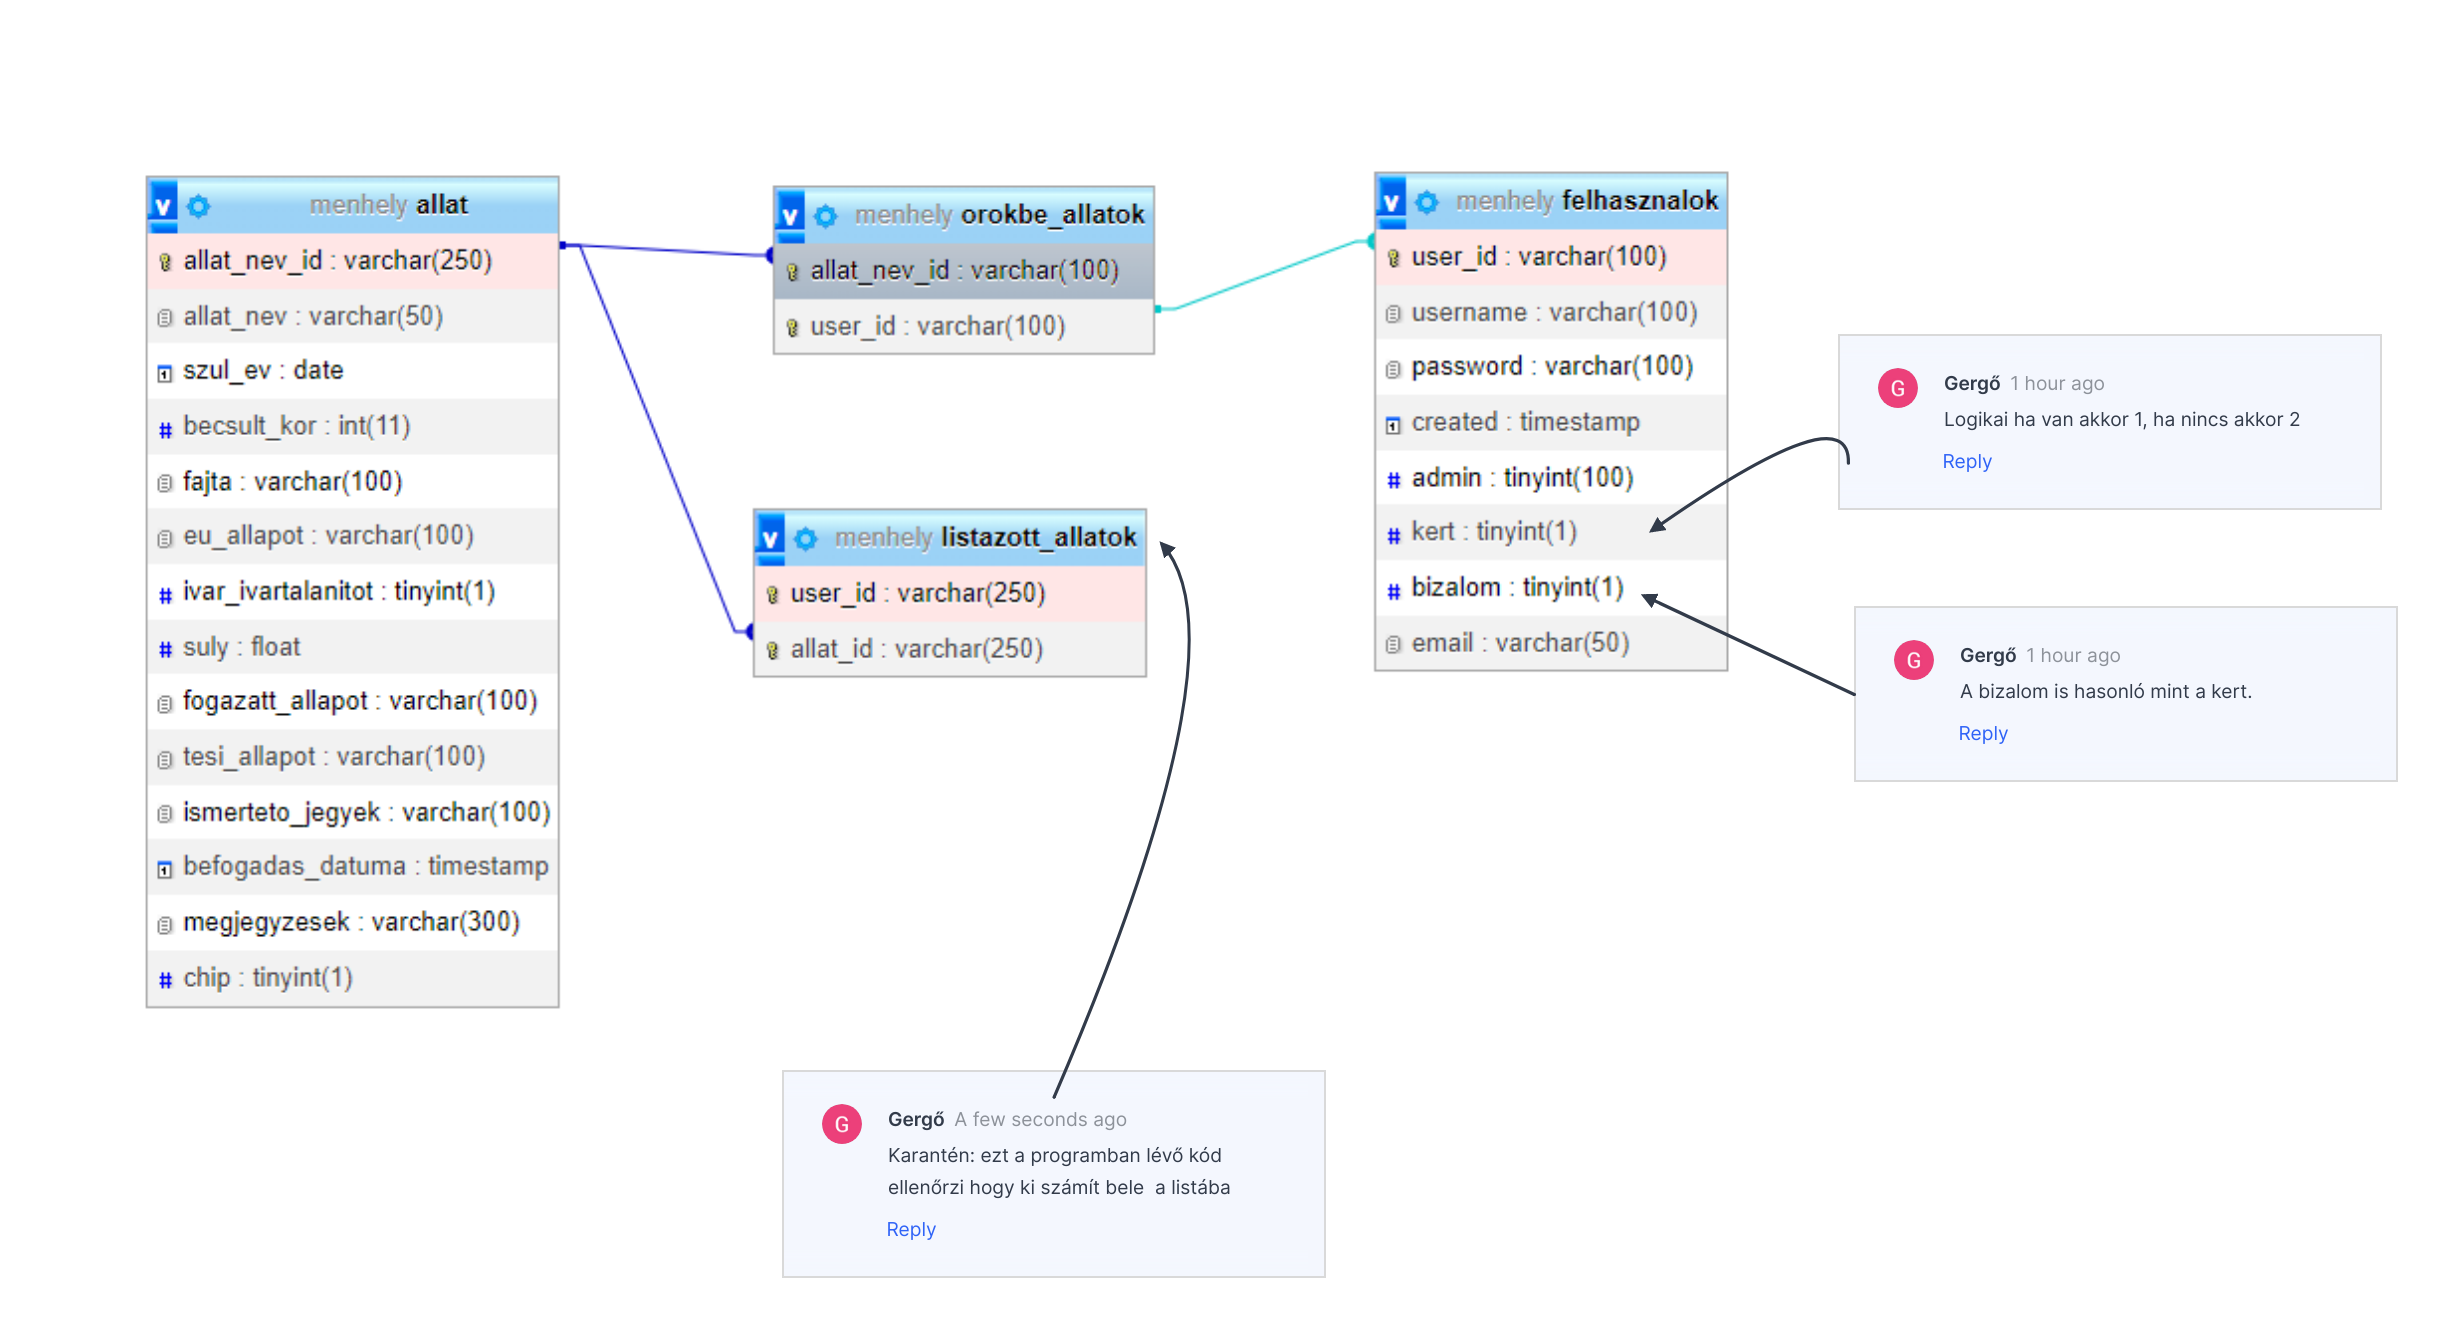 menhely allat
allat_nev_id : varchar(250)
allat_nev : varchar(50)
szul_ev : date
becsult_kor : int(11)
fajta : varchar(100)
eu_allapot : varchar(100)
ivar_ivartalanitot : tinyint(1)
suly : float
fogazatt_allapot : varchar(100)
tesi_allapot : varchar(100)
ismerteto_jegyek : varchar(100)
befogadas_datuma : timestamp
megjegyzesek : varchar(300)
chip : tinyint(1)
menhely orokbe_allatok
allat_nev_id : varchar(100)
user_id : varchar(100)
menhely listazott_allatok
user_id : varchar(250)
allat_id : varchar(250)
menhely felhasznalok
user_id : varchar(100)
username : varchar(100)
password : varchar(100)
created : timestamp
admin : tinyint(100)
kert : tinyint(1)
bizalom : tinyint(1)
email : varchar(50)
G
Gergő 1 hour ago
Logikai ha van akkor 1, ha nincs akkor 2
Reply
G
Gergő 1 hour ago
A bizalom is hasonló mint a kert.
Reply
G
Gergő A few seconds ago
Karantén: ezt a programban lévő kód
ellenőrzi hogy ki számít bele a listába
Reply